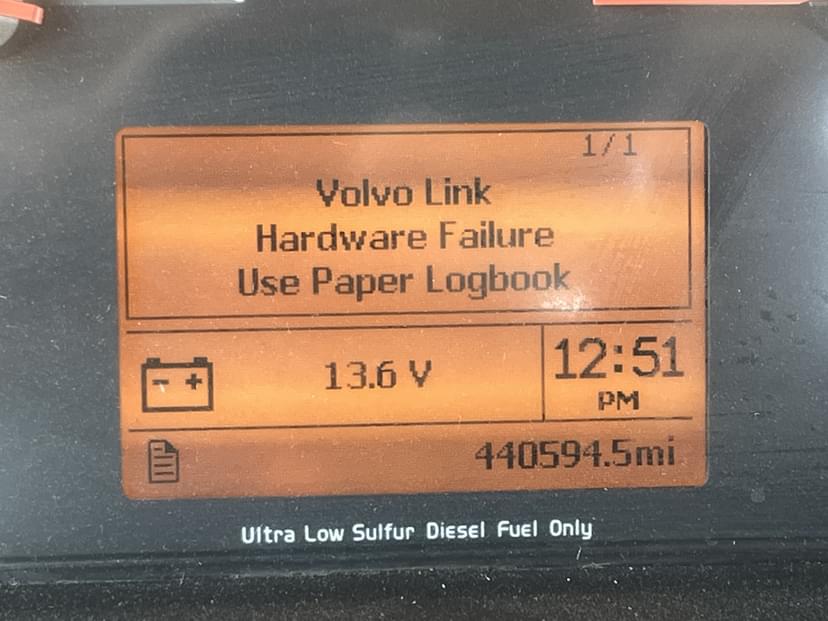 1/1
Volvo Link
Hardware Failure
Use Paper Logbook
13.6 V
12:51
PM
440594.5mi
Ultra Low Sulfur Diesel Fuel Only